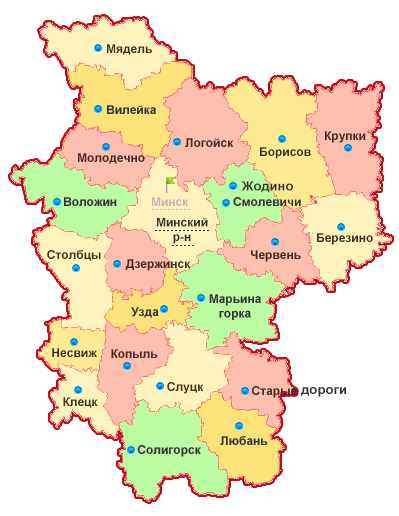 Мядель
Вилейка
Логойск
Крупки
Борисов
Молодечно
Жодино
Воложин
Минск
Смолевичи
Минский
р-н
Березино
Столбцы
Червень
Дзержинск
Марьина
горка
Узда
Несвиж
Копыль
Слуцк
Старые дороги
Клецк
Любань
Солигорск